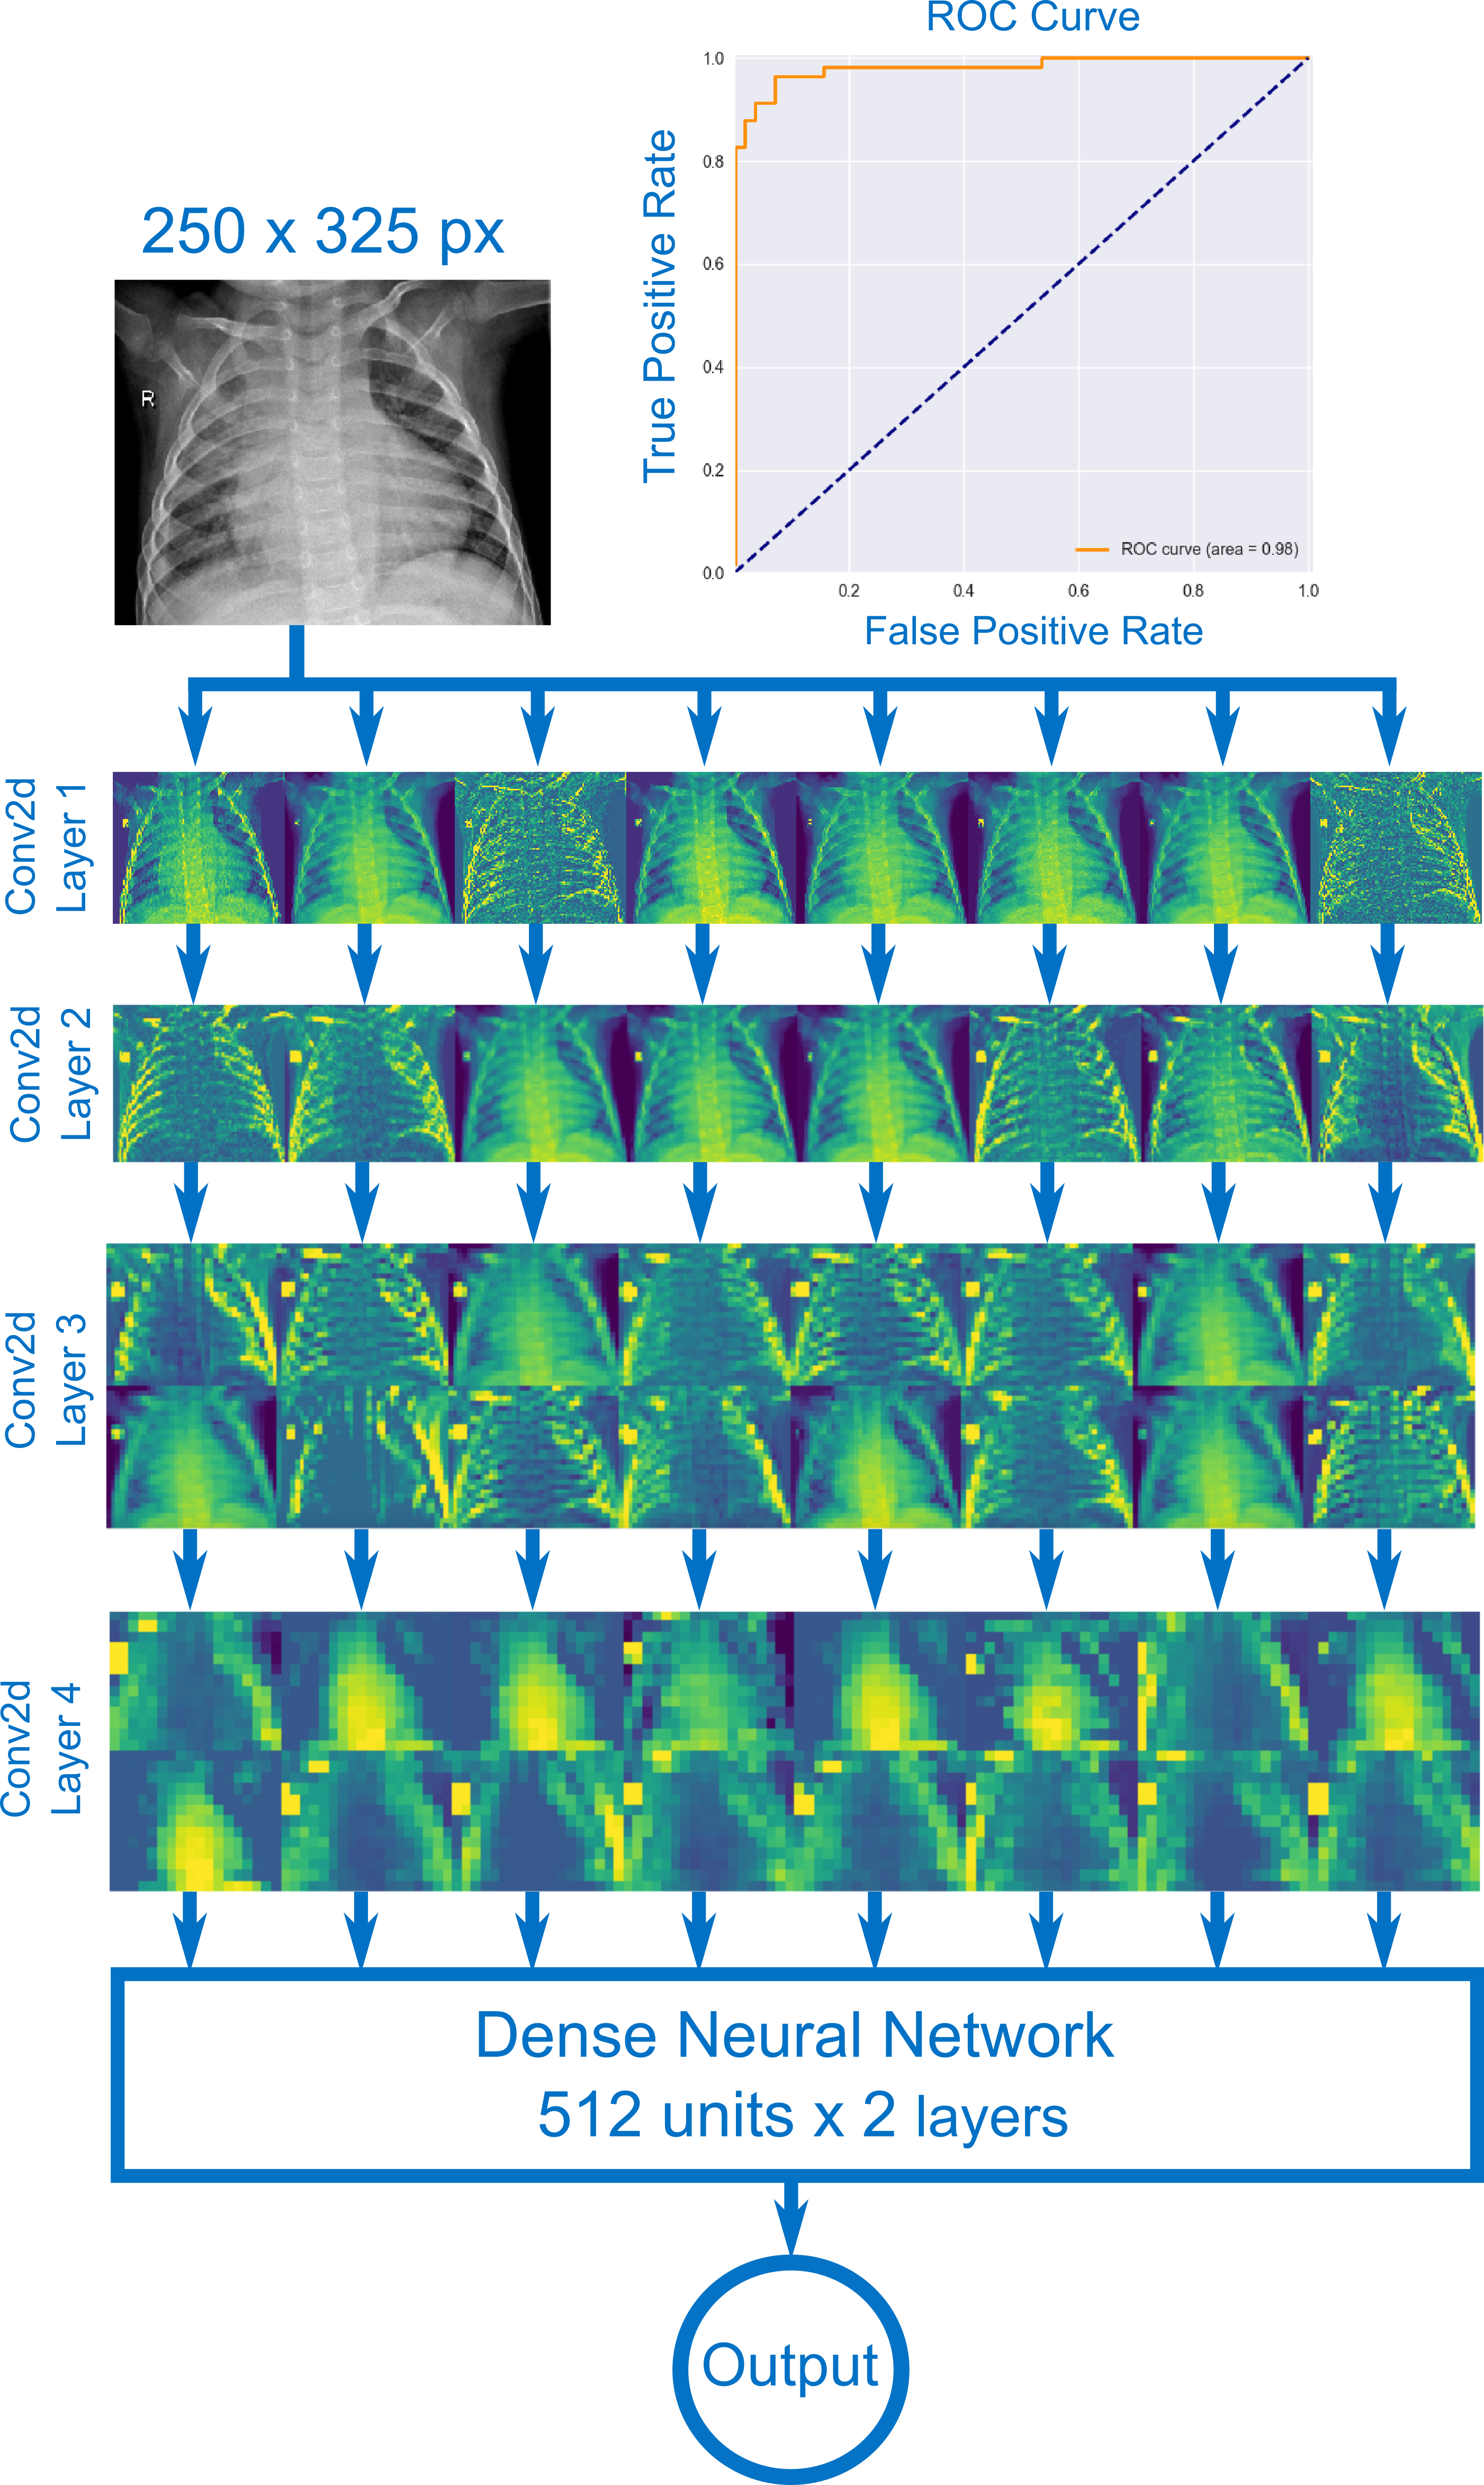 ROC Curve
1.0
0.8
0.6
0.4
0.2
0.0
True Positive Rate
ROC curve (area = 0.98)
0.2 0.4 0.6 0.8 1.0
False Positive Rate
250 x 325 px
R
Conv2d
Layer 1
Conv2d
Layer 2
Conv2d
Layer 3
Conv2d
Layer 4
Dense Neural Network
512 units x 2 layers
Output